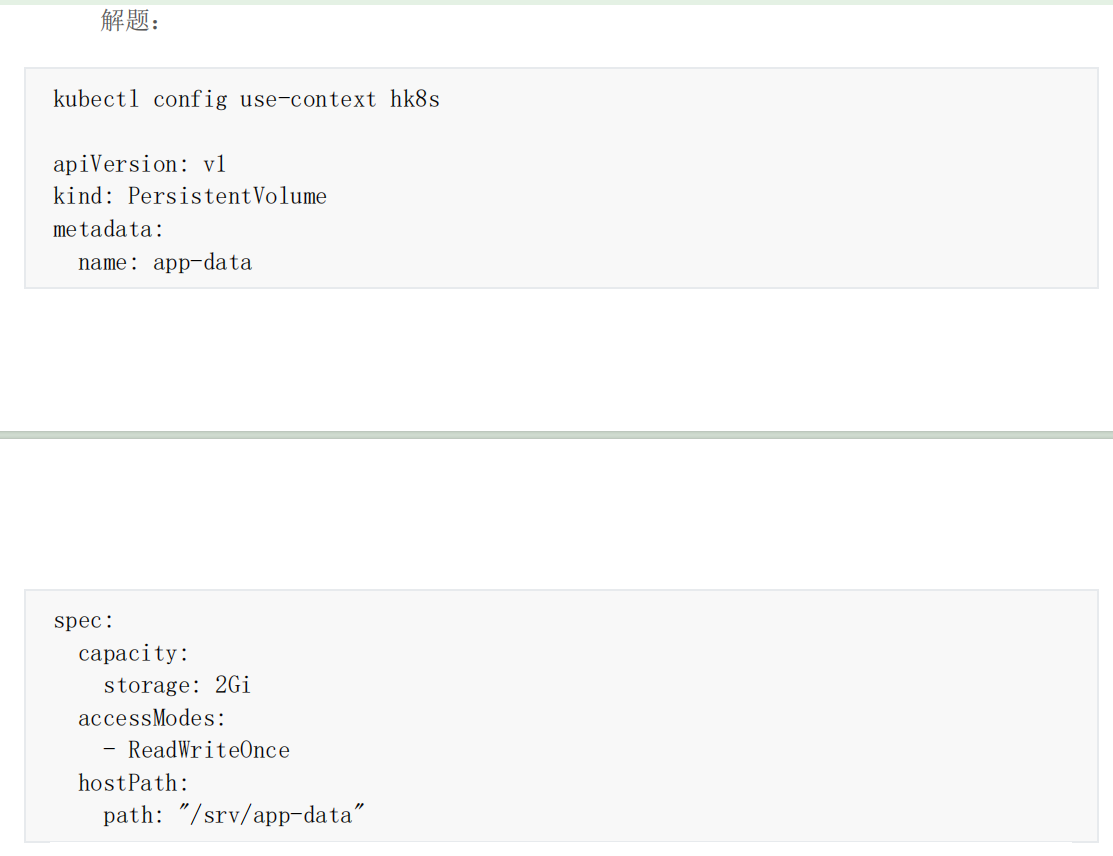 解题：
kubectl config use-context hk8s
apiVersion: v1
kind: PersistentVolume
metadata:
  name: app-data
spec:
  capacity:
    storage: 2Gi
  accessModes:
    - ReadWriteOnce
  hostPath:
    path: "/srv/app-data"